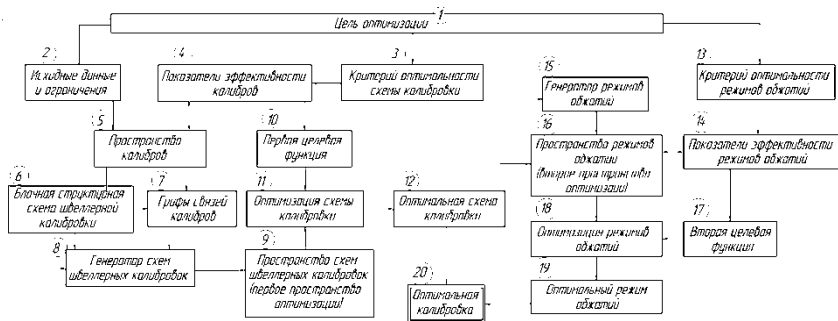 1
Цель оптимизации
2
Исходные данные
и ограничения
4
Показатели эффективности
калибров
3
Критерий оптимальности
схемы калибровки
15
Генератор режимов
обжатий
13
Критерий оптимальности
режимов обжатий
5
Пространство
калибров
10
Первая целевая
функция
16
Пространство режимов
обжатий
(второе пространство
оптимизации)
14
Показатели эффективности
режимов обжатий
6
Блочная структурная
схема швеллерной
калибровки
7
Графы связей
калибров
11
Оптимизация схемы
калибровки
12
Оптимальная схема
калибровки
18
Оптимизация режимов
обжатий
17
Вторая целевая
функция
8
Генератор схем
швеллерных калибровок
9
Пространство схем
швеллерных калибровок
(первое пространство
оптимизации)
20
Оптимальная
калибровка
19
Оптимальный режим
обжатий